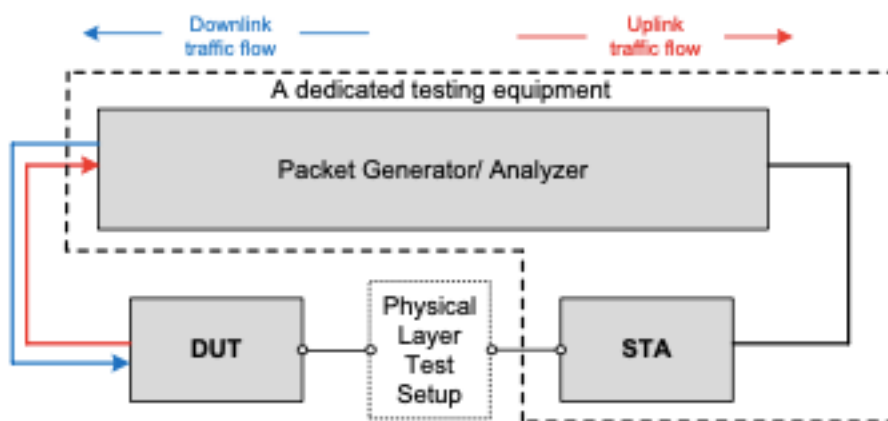 Downlink
traffic flow
Uplink
traffic flow
A dedicated testing equipment
Packet Generator/ Analyzer
DUT
Physical
Layer
Test
Setup
STA